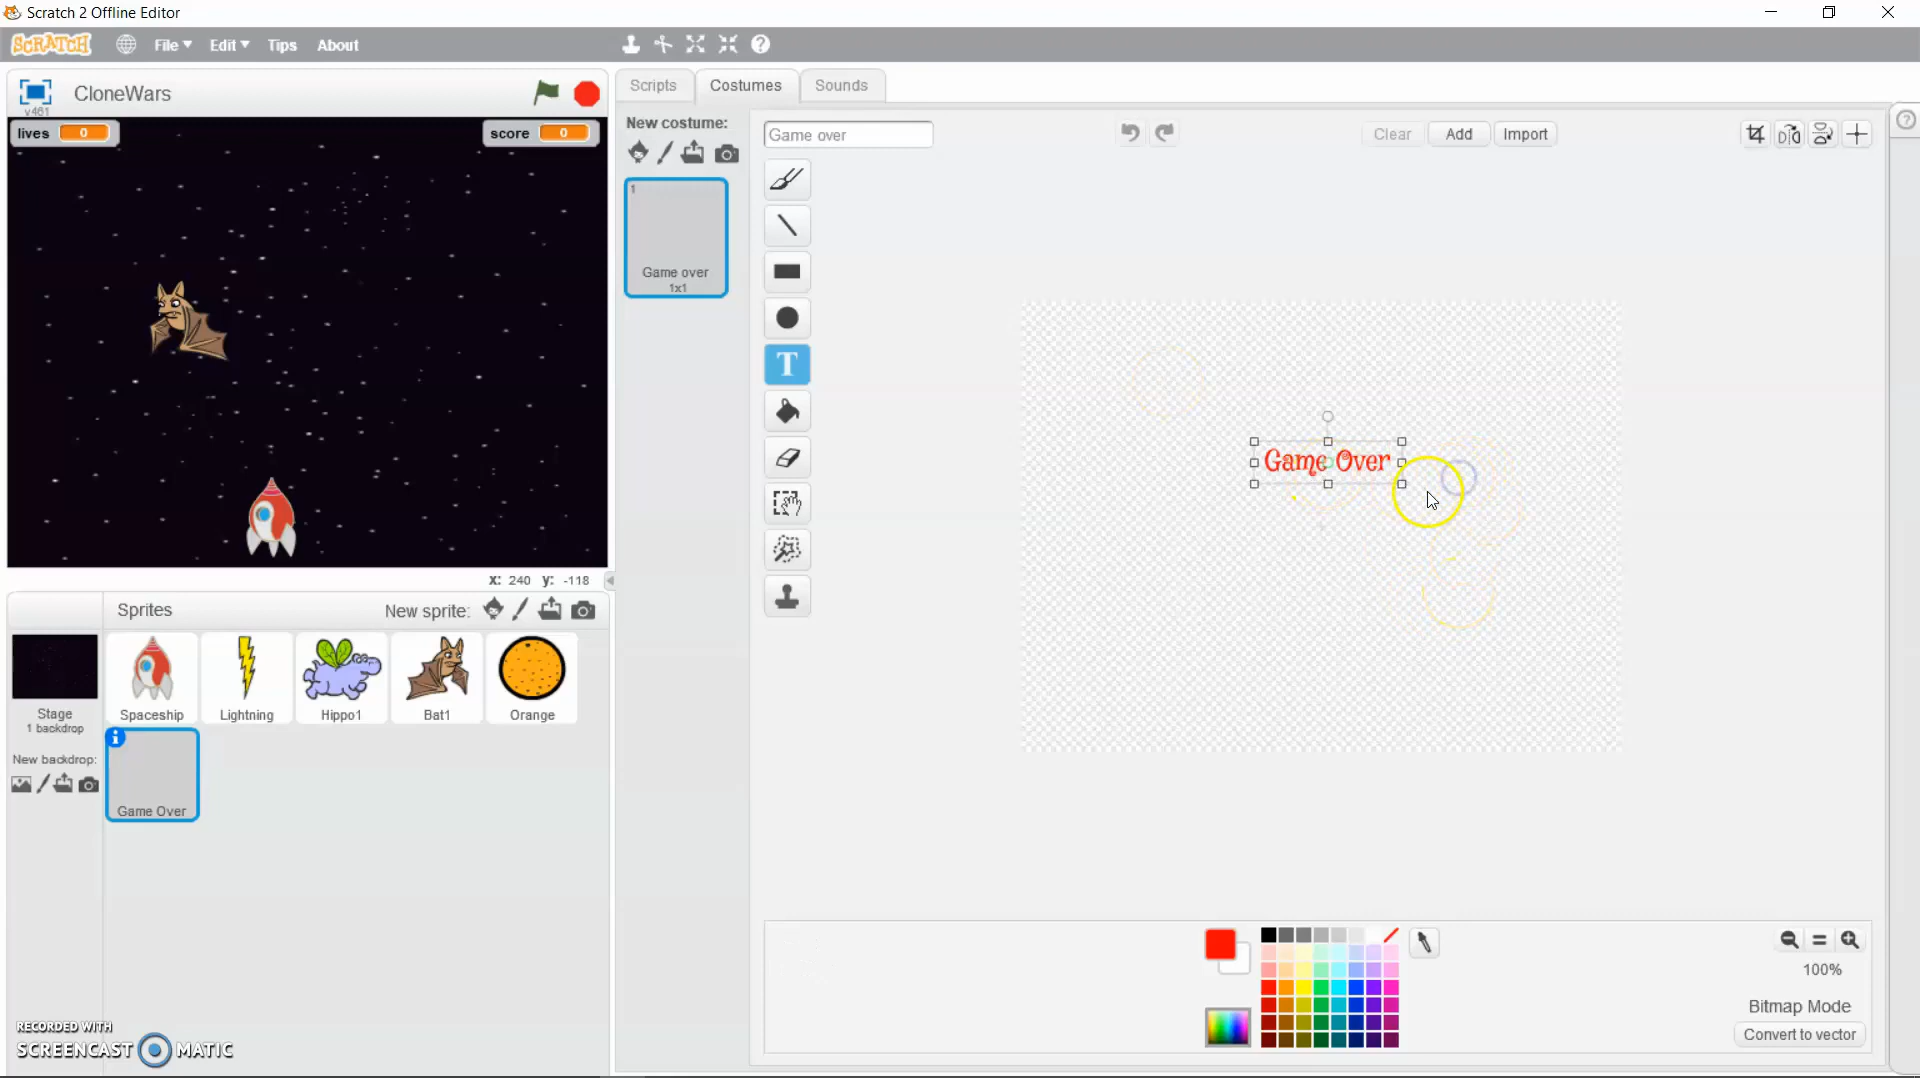 Scratch 2 Offline Editor
SCRATCH File Edit Tips About
v461 CloneWars
lives 0 score 0
x: 240 y: -118
Sprites New sprite:
Stage
1 backdrop
New backdrop:
Spaceship Lightning Hippo1 Bat1 Orange
Game Over
Scripts Costumes Sounds
New costume:
1
Game over
1x1
Game over
Clear Add Import
T
Game Over
100%
Bitmap Mode
Convert to vector
RECORDED WITH
SCREENCAST MATIC